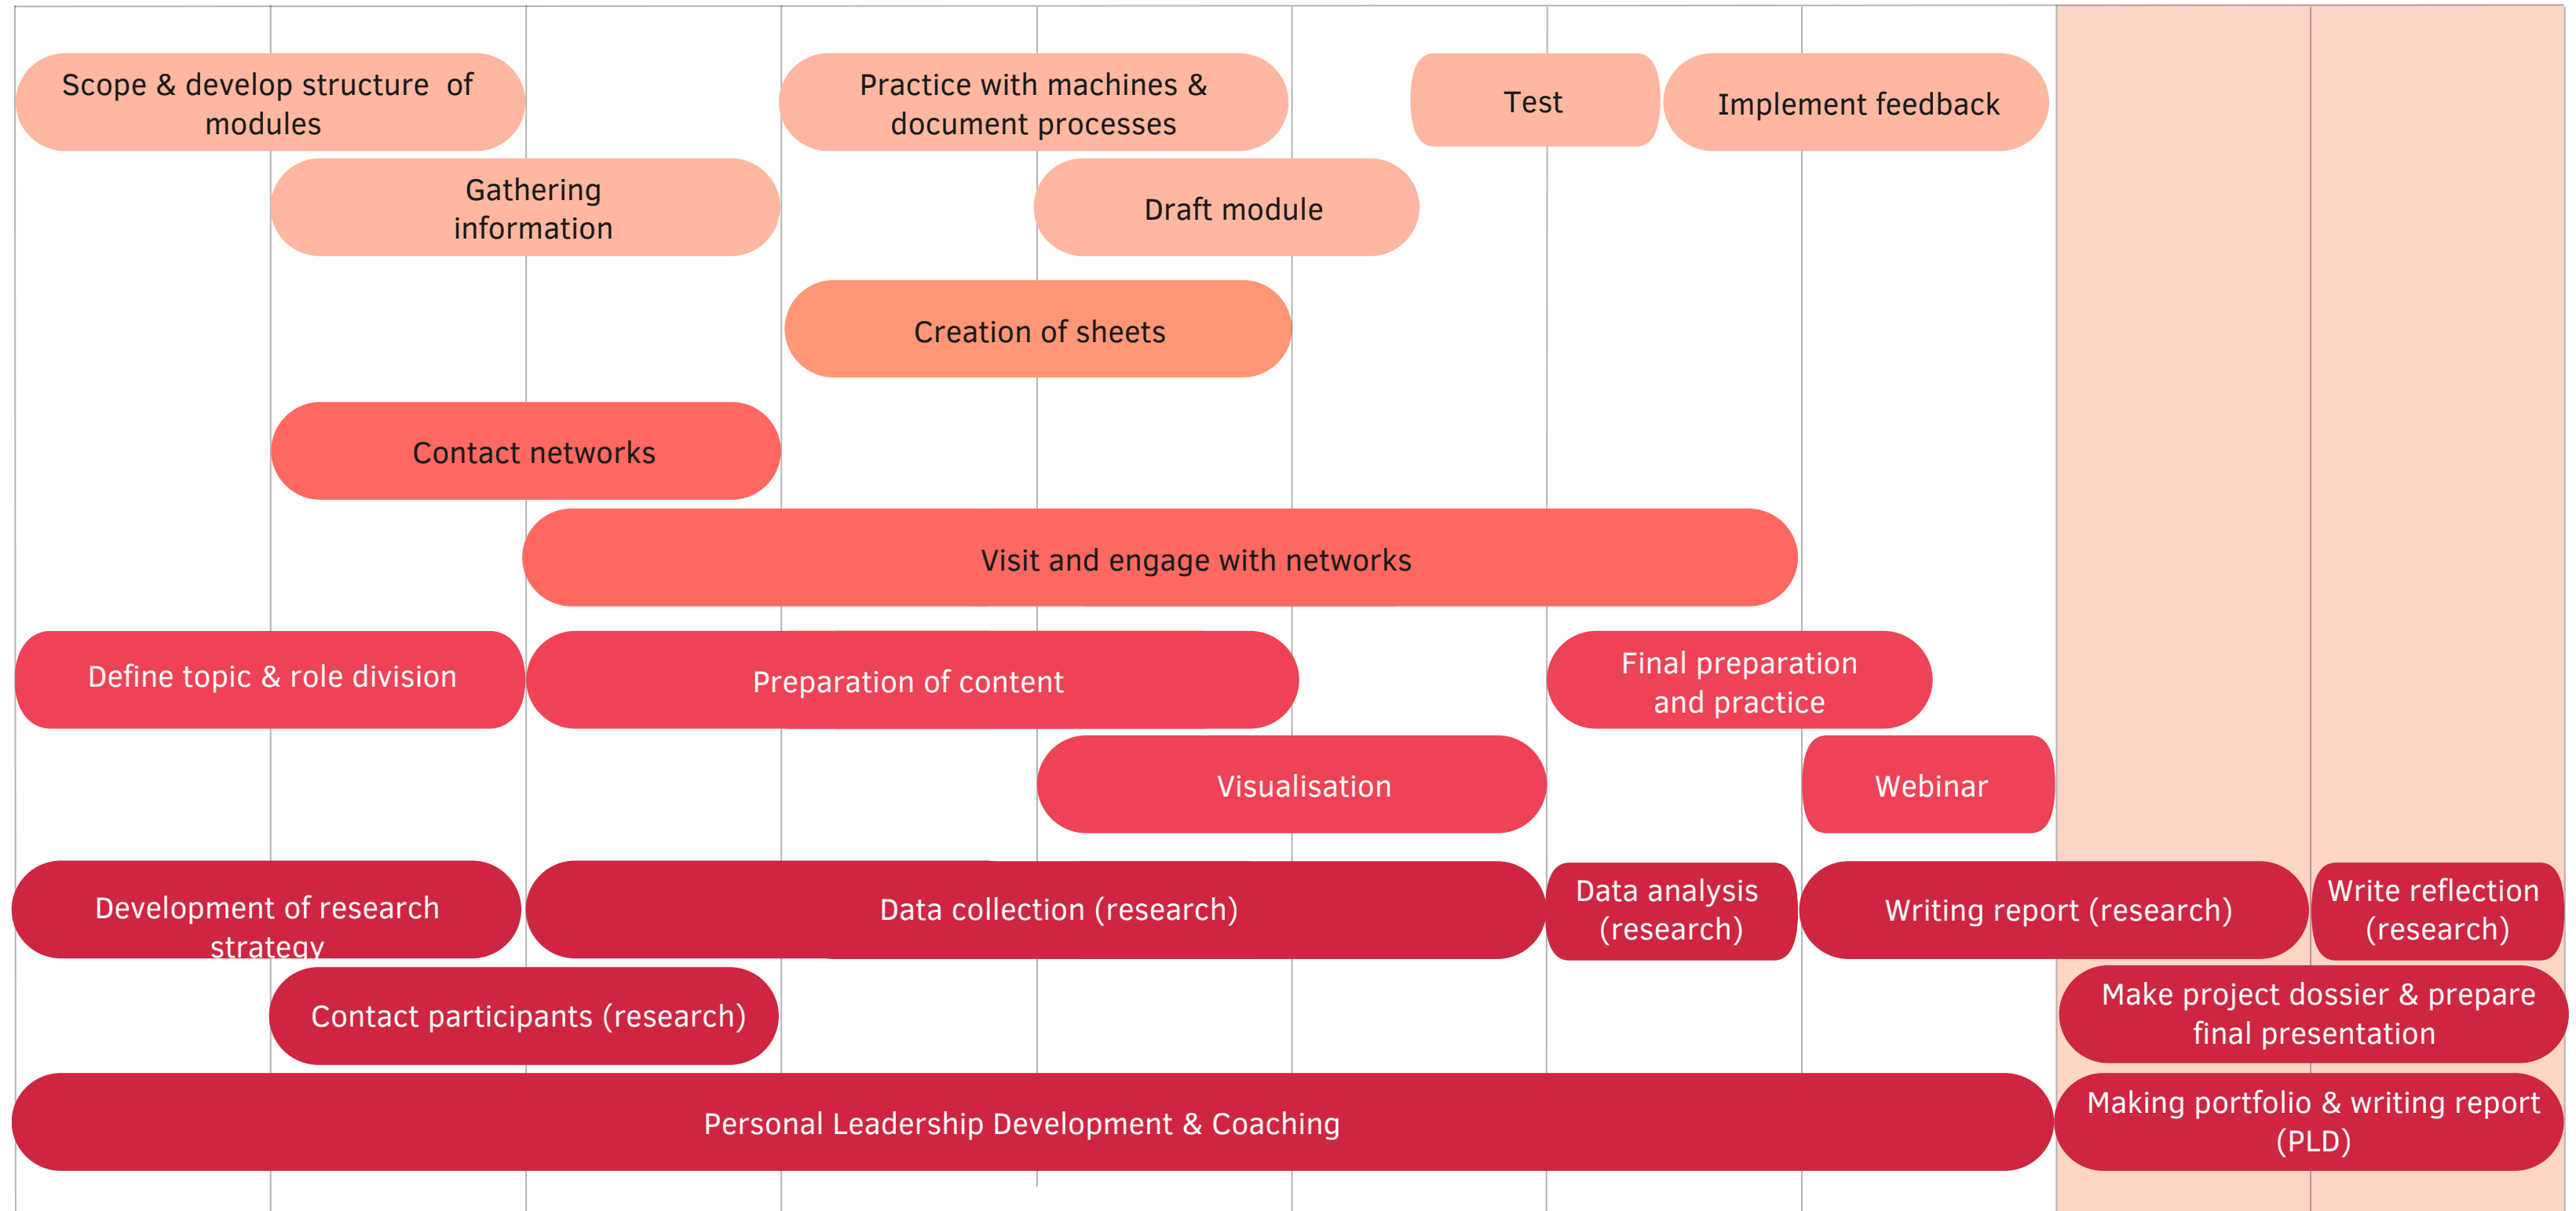 Scope & develop structure of
modules
Practice with machines &
document processes
Test
Implement feedback
Gathering
information
Draft module
Creation of sheets
Contact networks
Visit and engage with networks
Define topic & role division
Preparation of content
Final preparation
and practice
Visualisation
Webinar
Development of research
strategy
Data collection (research)
Data analysis
(research)
Writing report (research)
Write reflection
(research)
Contact participants (research)
Make project dossier & prepare
final presentation
Personal Leadership Development & Coaching
Making portfolio & writing report
(PLD)